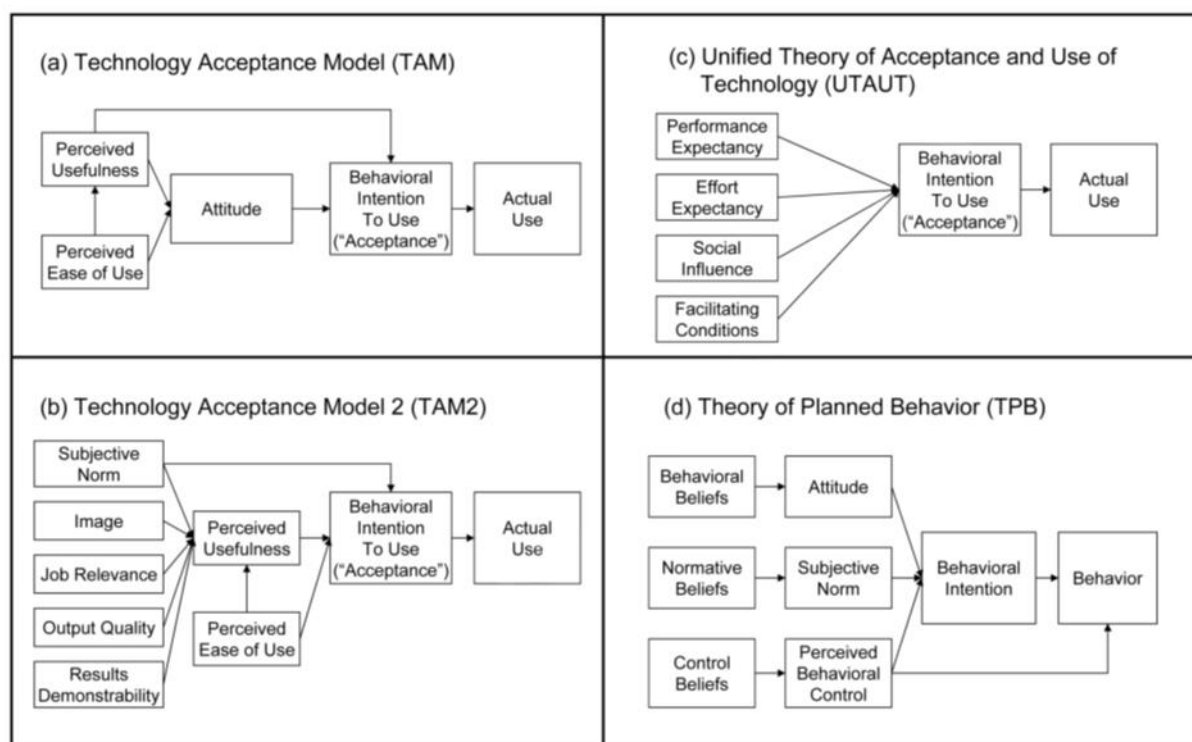 (a) Technology Acceptance Model (TAM)
Perceived
Usefulness
Attitude
Perceived
Ease of Use
Behavioral
Intention
To Use
(“Acceptance”)
Actual
Use
(c) Unified Theory of Acceptance and Use of
Technology (UTAUT)
Performance
Expectancy
Effort
Expectancy
Social
Influence
Facilitating
Conditions
Behavioral
Intention
To Use
(“Acceptance”)
Actual
Use
(b) Technology Acceptance Model 2 (TAM2)
Subjective
Norm
Image
Job Relevance
Output Quality
Results
Demonstrability
Perceived
Usefulness
Perceived
Ease of Use
Behavioral
Intention
To Use
(“Acceptance”)
Actual
Use
(d) Theory of Planned Behavior (TPB)
Behavioral
Beliefs
Attitude
Normative
Beliefs
Subjective
Norm
Control
Beliefs
Perceived
Behavioral
Control
Behavioral
Intention
Behavior